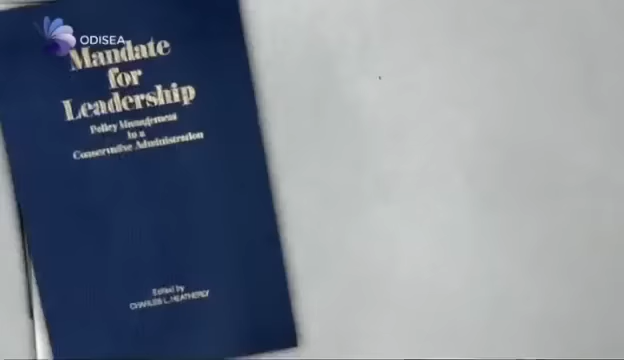 ODISEA
Mandate
for
Leadership
Policy Management
in a
Conservative Administration
Edited by
CHARLES L. HEATHERLY